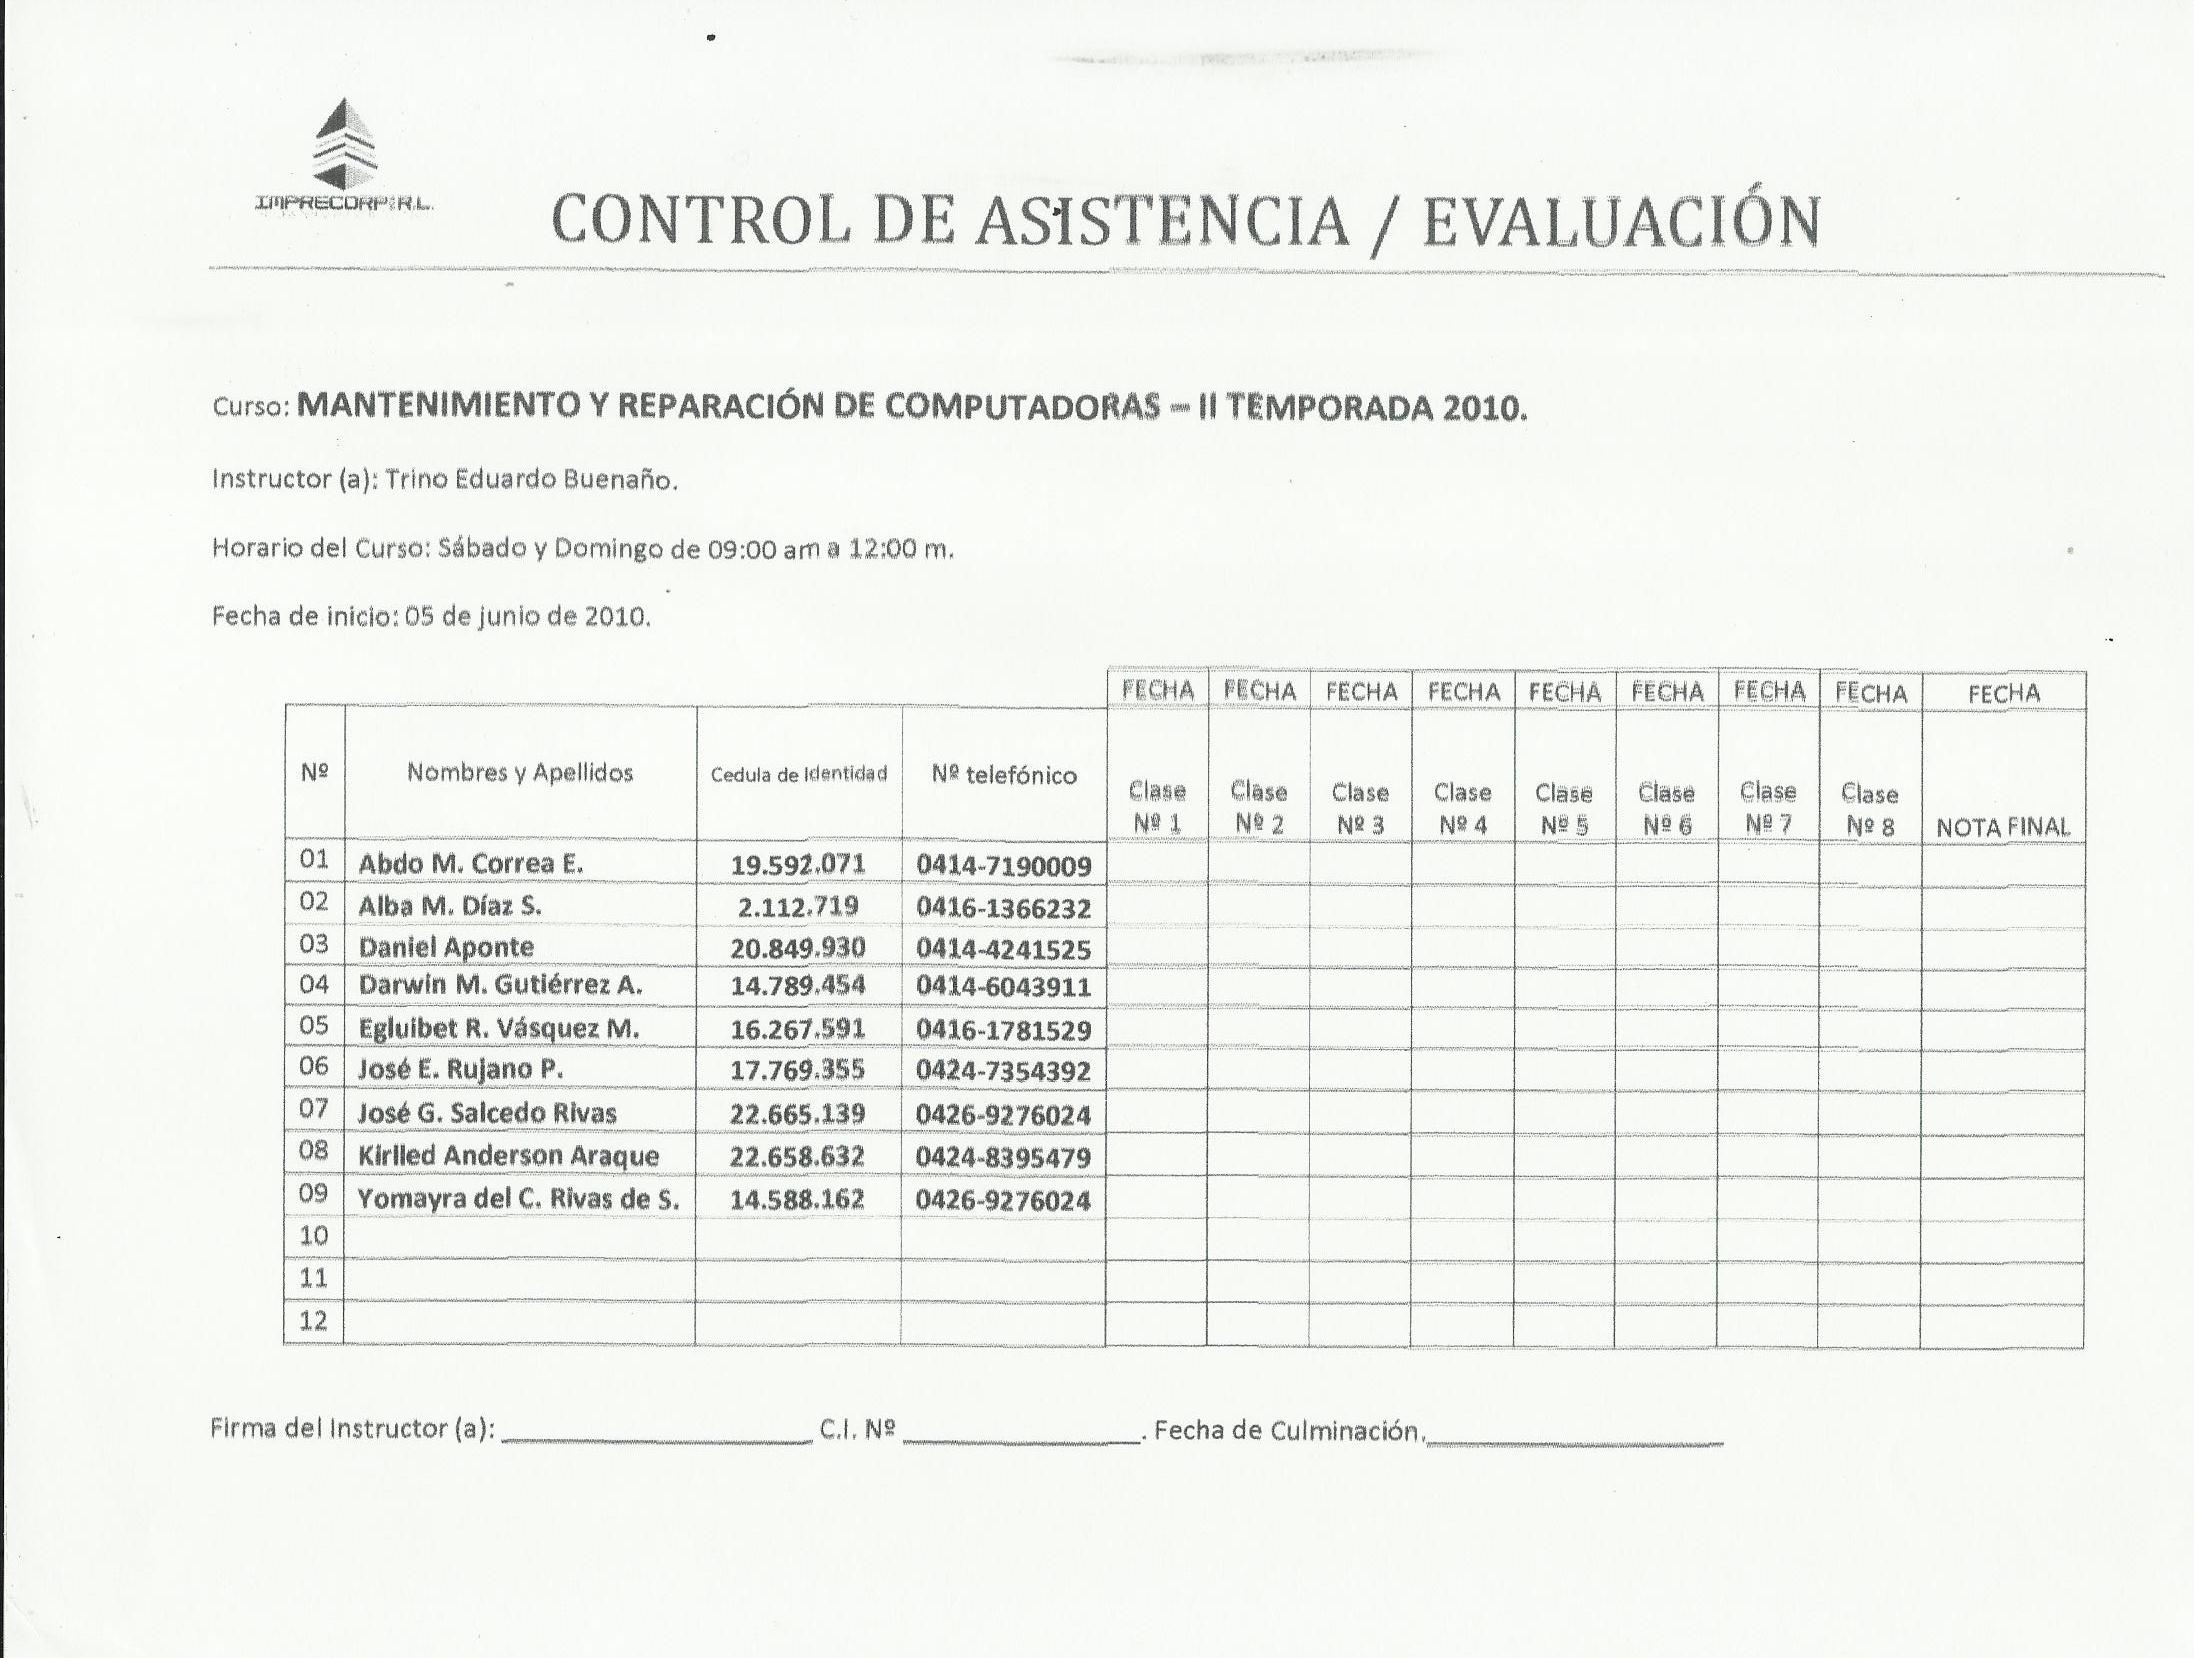 IMPRECORP R.L.
CONTROL DE ASISTENCIA / EVALUACIÓN
Curso: MANTENIMIENTO Y REPARACIÓN DE COMPUTADORAS – II TEMPORADA 2010.
Instructor (a): Trino Eduardo Buenaño.
Horario del Curso: Sábado y Domingo de 09:00 am a 12:00 m.
Fecha de inicio: 05 de junio de 2010.
FECHA FECHA FECHA FECHA FECHA FECHA FECHA FECHA FECHA
Nº Nombres y Apellidos Cedula de Identidad Nº telefónico Clase Nº 1 Clase Nº 2 Clase Nº 3 Clase Nº 4 Clase Nº 5 Clase Nº 6 Clase Nº 7 Clase Nº 8 NOTA FINAL
01 Abdo M. Correa E. 19.592.071 0414-7190009
02 Alba M. Díaz S. 2.112.719 0416-1366232
03 Daniel Aponte 20.849.930 0414-4241525
04 Darwin M. Gutiérrez A. 14.789.454 0414-6043911
05 Egluibet R. Vásquez M. 16.267.591 0416-1781529
06 José E. Rujano P. 17.769.355 0424-7354392
07 José G. Salcedo Rivas 22.665.139 0426-9276024
08 Kirlled Anderson Araque 22.658.632 0424-8395479
09 Yomayra del C. Rivas de S. 14.588.162 0426-9276024
10
11
12
Firma del Instructor (a): ____________ C.I. Nº ____________. Fecha de Culminación.____________